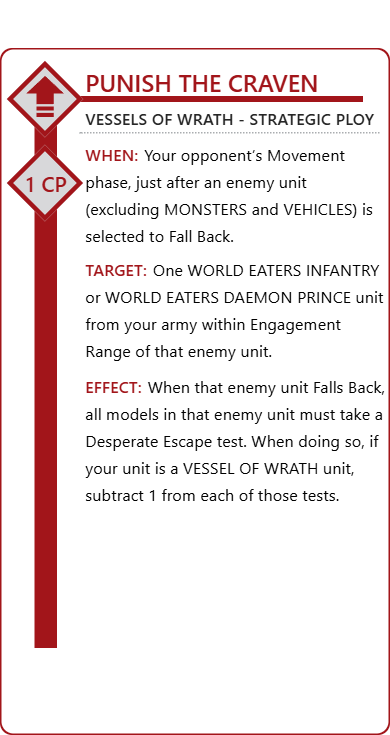 PUNISH THE CRAVEN
VESSELS OF WRATH - STRATEGIC PLOY
1 CP
WHEN: Your opponent’s Movement
phase, just after an enemy unit
(excluding MONSTERS and VEHICLES) is
selected to Fall Back.
TARGET: One WORLD EATERS INFANTRY
or WORLD EATERS DAEMON PRINCE unit
from your army within Engagement
Range of that enemy unit.
EFFECT: When that enemy unit Falls Back,
all models in that enemy unit must take a
Desperate Escape test. When doing so, if
your unit is a VESSEL OF WRATH unit,
subtract 1 from each of those tests.